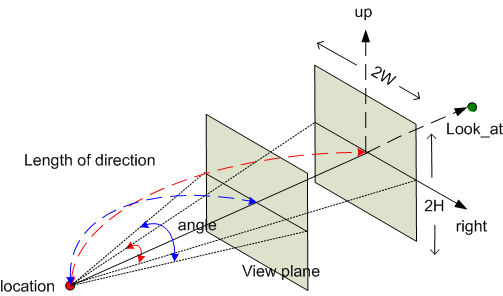 up
2W
Look_at
Length of direction
2H
angle
right
View plane
location